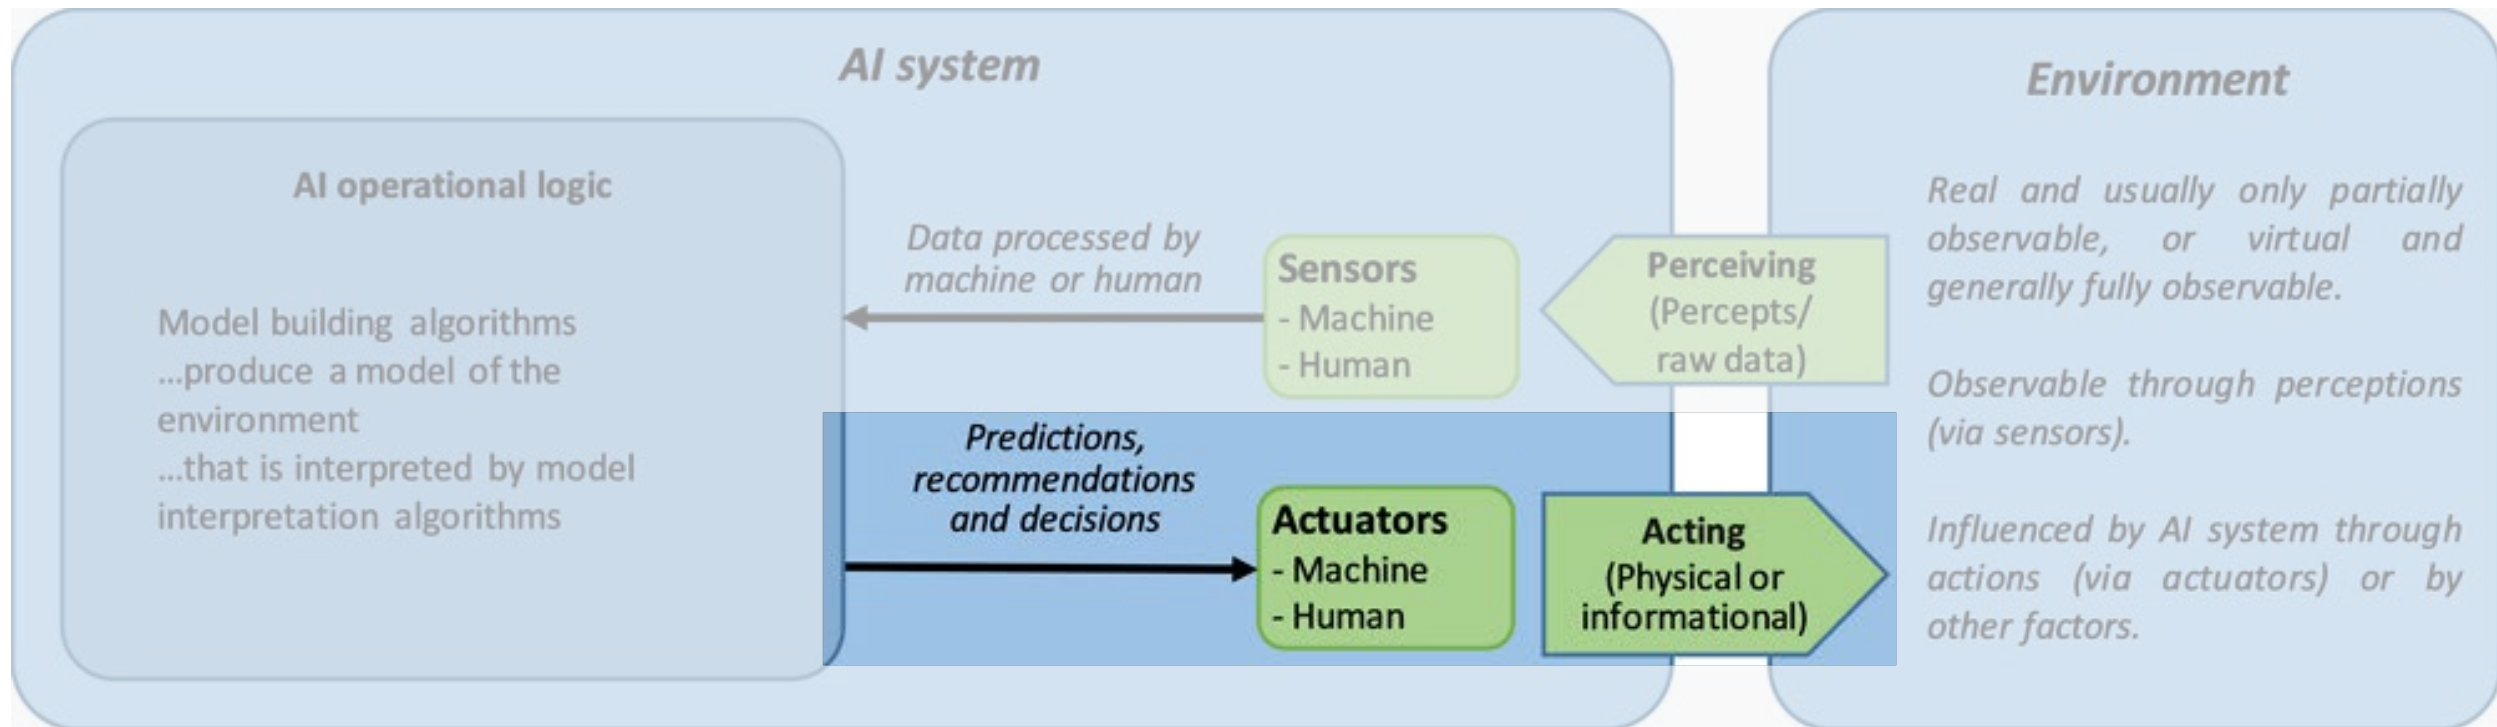 AI system
AI operational logic
Model building algorithms
...produce a model of the
environment
...that is interpreted by model
interpretation algorithms
Data processed by
machine or human
Sensors
- Machine
- Human
Perceiving
(Percepts/
raw data)
Predictions,
recommendations
and decisions
Actuators
- Machine
- Human
Acting
(Physical or
informational)
Environment
Real and usually only partially
observable, or virtual and
generally fully observable.
Observable through perceptions
(via sensors).
Influenced by AI system through
actions (via actuators) or by
other factors.